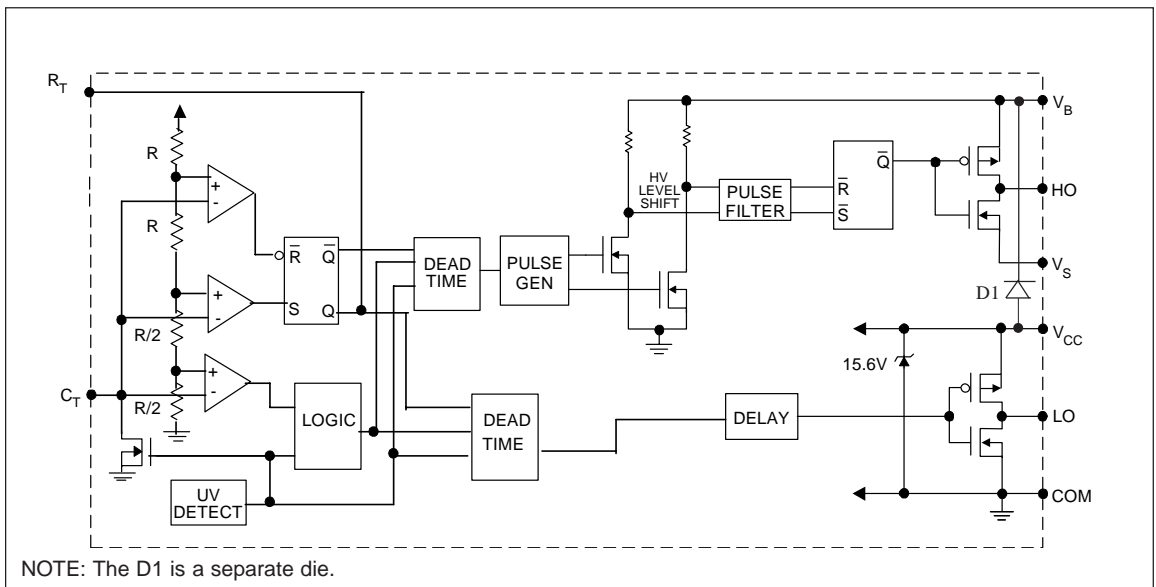 R_T
V_B
R
+
-
HV
LEVEL
SHIFT
PULSE
FILTER
R̅
S̅
Q̅
HO
R
R̅
Q̅
S
Q
DEAD
TIME
PULSE
GEN
V_S
D1
+
-
R/2
V_CC
15.6V
+
-
C_T
R/2
LOGIC
DEAD
TIME
DELAY
LO
UV
DETECT
COM
NOTE: The D1 is a separate die.